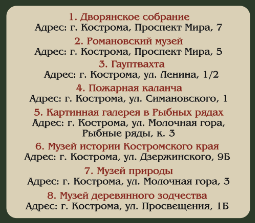 1. Дворянское собрание
Адрес: г. Кострома, Проспект Мира, 7
2. Романовский музей
Адрес: г. Кострома, Проспект Мира, 5
3. Гауптвахта
Адрес: г. Кострома, ул. Ленина, 1/2
4. Пожарная каланча
Адрес: г. Кострома, ул. Симановского, 1
5. Картинная галерея в Рыбных рядах
Адрес: г. Кострома, ул. Молочная гора,
Рыбные ряды, к. 3
6. Музей истории Костромского края
Адрес: г. Кострома, ул. Дзержинского, 9Б
7. Музей природы
Адрес: г. Кострома, ул. Молочная гора, 3
8. Музей деревянного зодчества
Адрес: г. Кострома, ул. Просвещения, 1Б